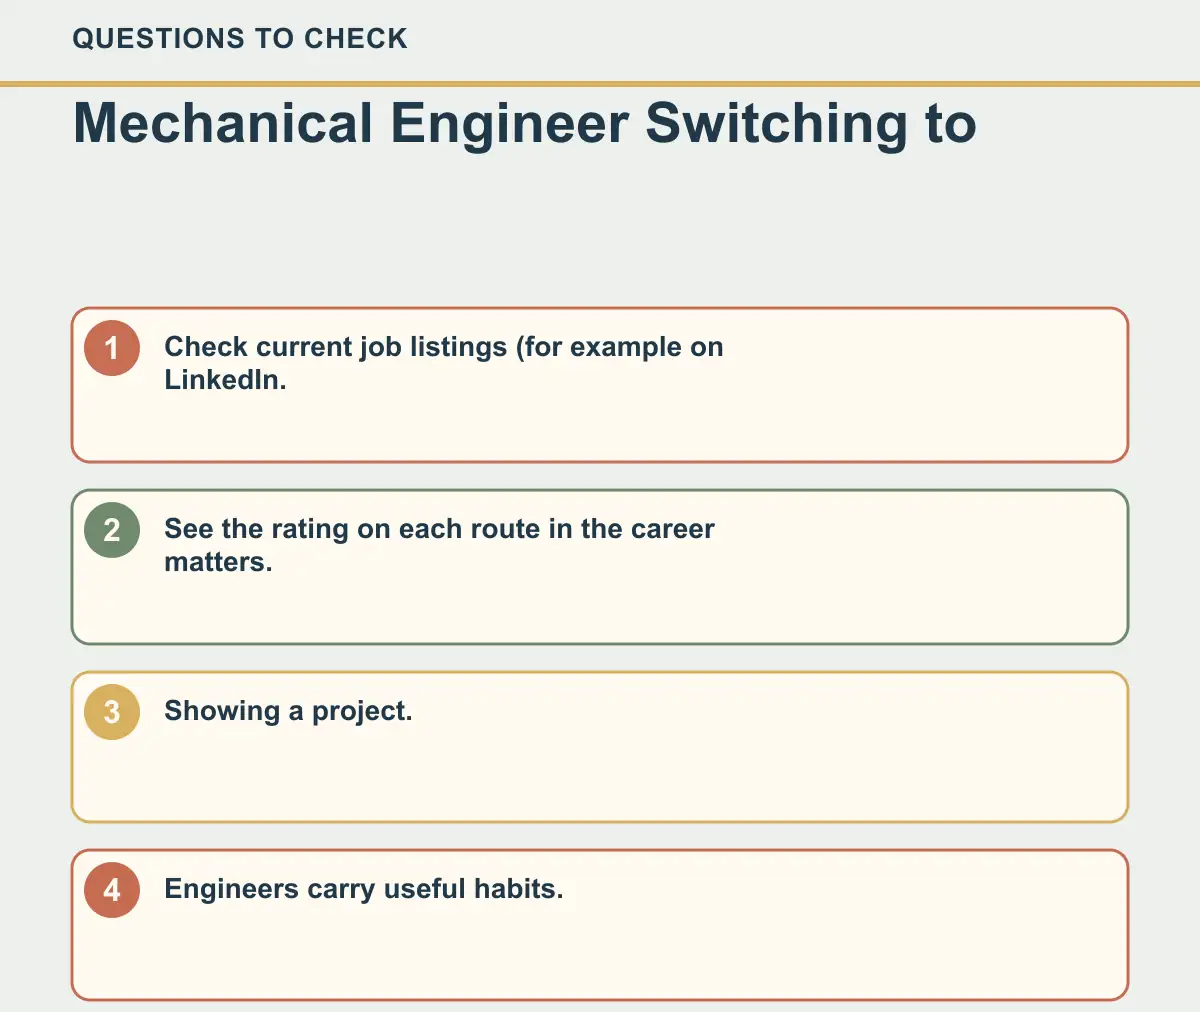 QUESTIONS TO CHECK
Mechanical Engineer Switching to
1
Check current job listings (for example on
LinkedIn.
2
See the rating on each route in the career
matters.
3
Showing a project.
4
Engineers carry useful habits.